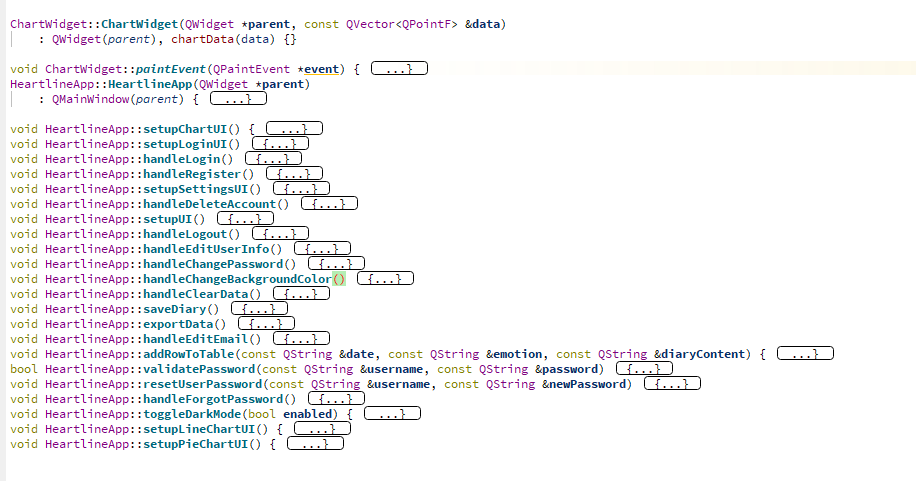 ChartWidget::ChartWidget(QWidget *parent, const QVector<QPointF> &data)
    : QWidget(parent), chartData(data) {}
void ChartWidget::paintEvent(QPaintEvent *event) { ...}
HeartlineApp::HeartlineApp(QWidget *parent)
    : QMainWindow(parent) { ...}
void HeartlineApp::setupChartUI() { ...}
void HeartlineApp::setupLoginUI() {...}
void HeartlineApp::handleLogin() {...}
void HeartlineApp::handleRegister() {...}
void HeartlineApp::setupSettingsUI() {...}
void HeartlineApp::handleDeleteAccount() {...}
void HeartlineApp::setupUI() {...}
void HeartlineApp::handleLogout() {...}
void HeartlineApp::handleEditUserInfo() {...}
void HeartlineApp::handleChangePassword() {...}
void HeartlineApp::handleChangeBackgroundColor() {...}
void HeartlineApp::handleClearData() {...}
void HeartlineApp::saveDiary() {...}
void HeartlineApp::exportData() {...}
void HeartlineApp::handleEditEmail() {...}
void HeartlineApp::addRowToTable(const QString &date, const QString &emotion, const QString &diaryContent) { ...}
bool HeartlineApp::validatePassword(const QString &username, const QString &password) {...}
void HeartlineApp::resetUserPassword(const QString &username, const QString &newPassword) {...}
void HeartlineApp::handleForgotPassword() {...}
void HeartlineApp::toggleDarkMode(bool enabled) { ...}
void HeartlineApp::setupLineChartUI() { ...}
void HeartlineApp::setupPieChartUI() { ...}